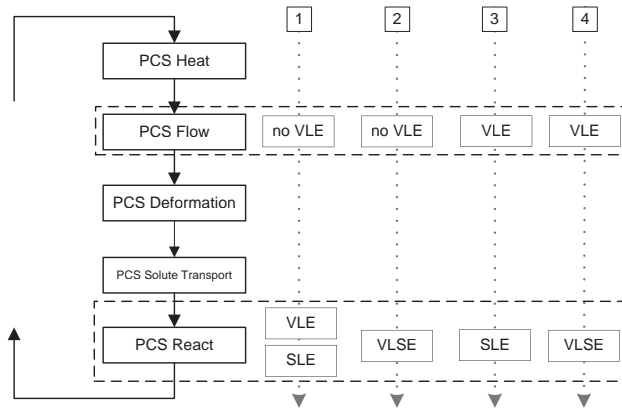 1 2 3 4
PCS Heat
PCS Flow no VLE no VLE VLE VLE
PCS Deformation
PCS Solute Transport
VLE
PCS React VLSE SLE VLSE
SLE